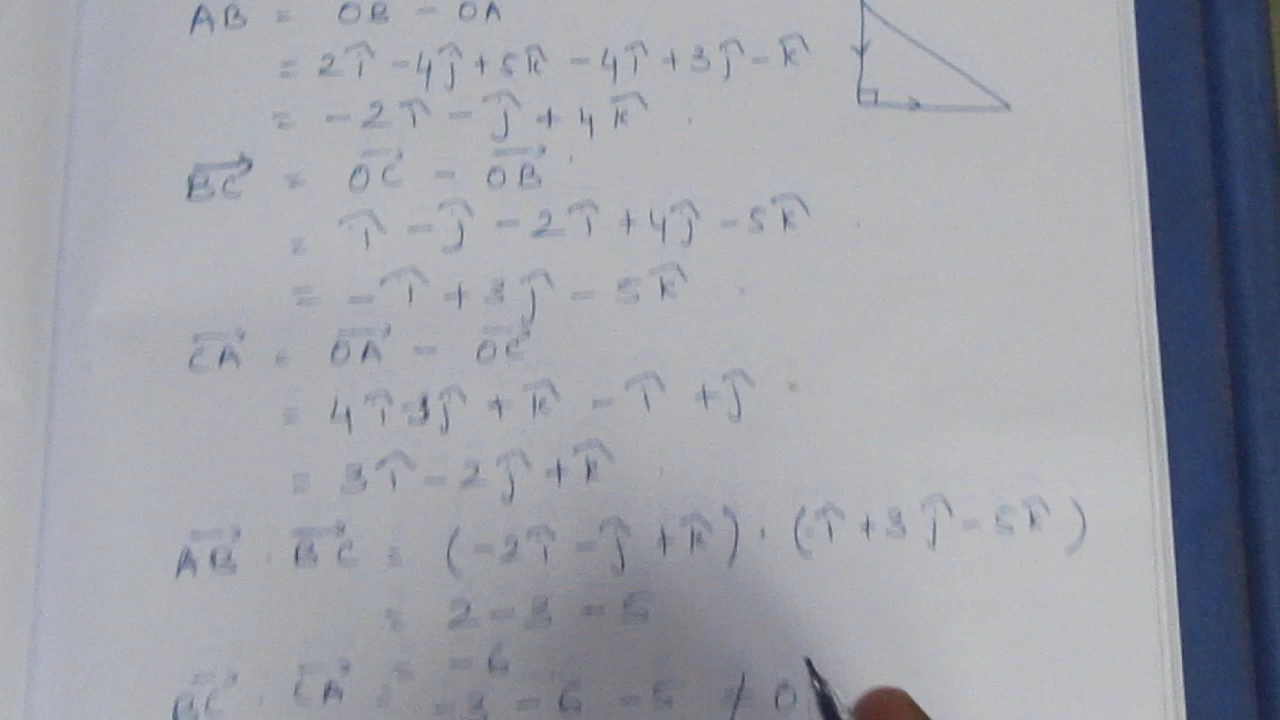 AB = OB - OA
= 2î - 4ĵ + 5k̂ - 4î + 3ĵ - k̂
= -2î - ĵ + 4k̂
BC = OC - OB
= î - ĵ - 2î + 4ĵ - 5k̂
= -î + 3ĵ - 5k̂
CA = OA - OC
= 4î - 3ĵ + k̂ - î + ĵ
= 3î - 2ĵ + k̂
AB · BC = (-2î - ĵ + k̂) · (î + 3ĵ - 5k̂)
= 2 - 3 - 5
= -6
BC · CA = -3 - 6 - 5 ≠ 0